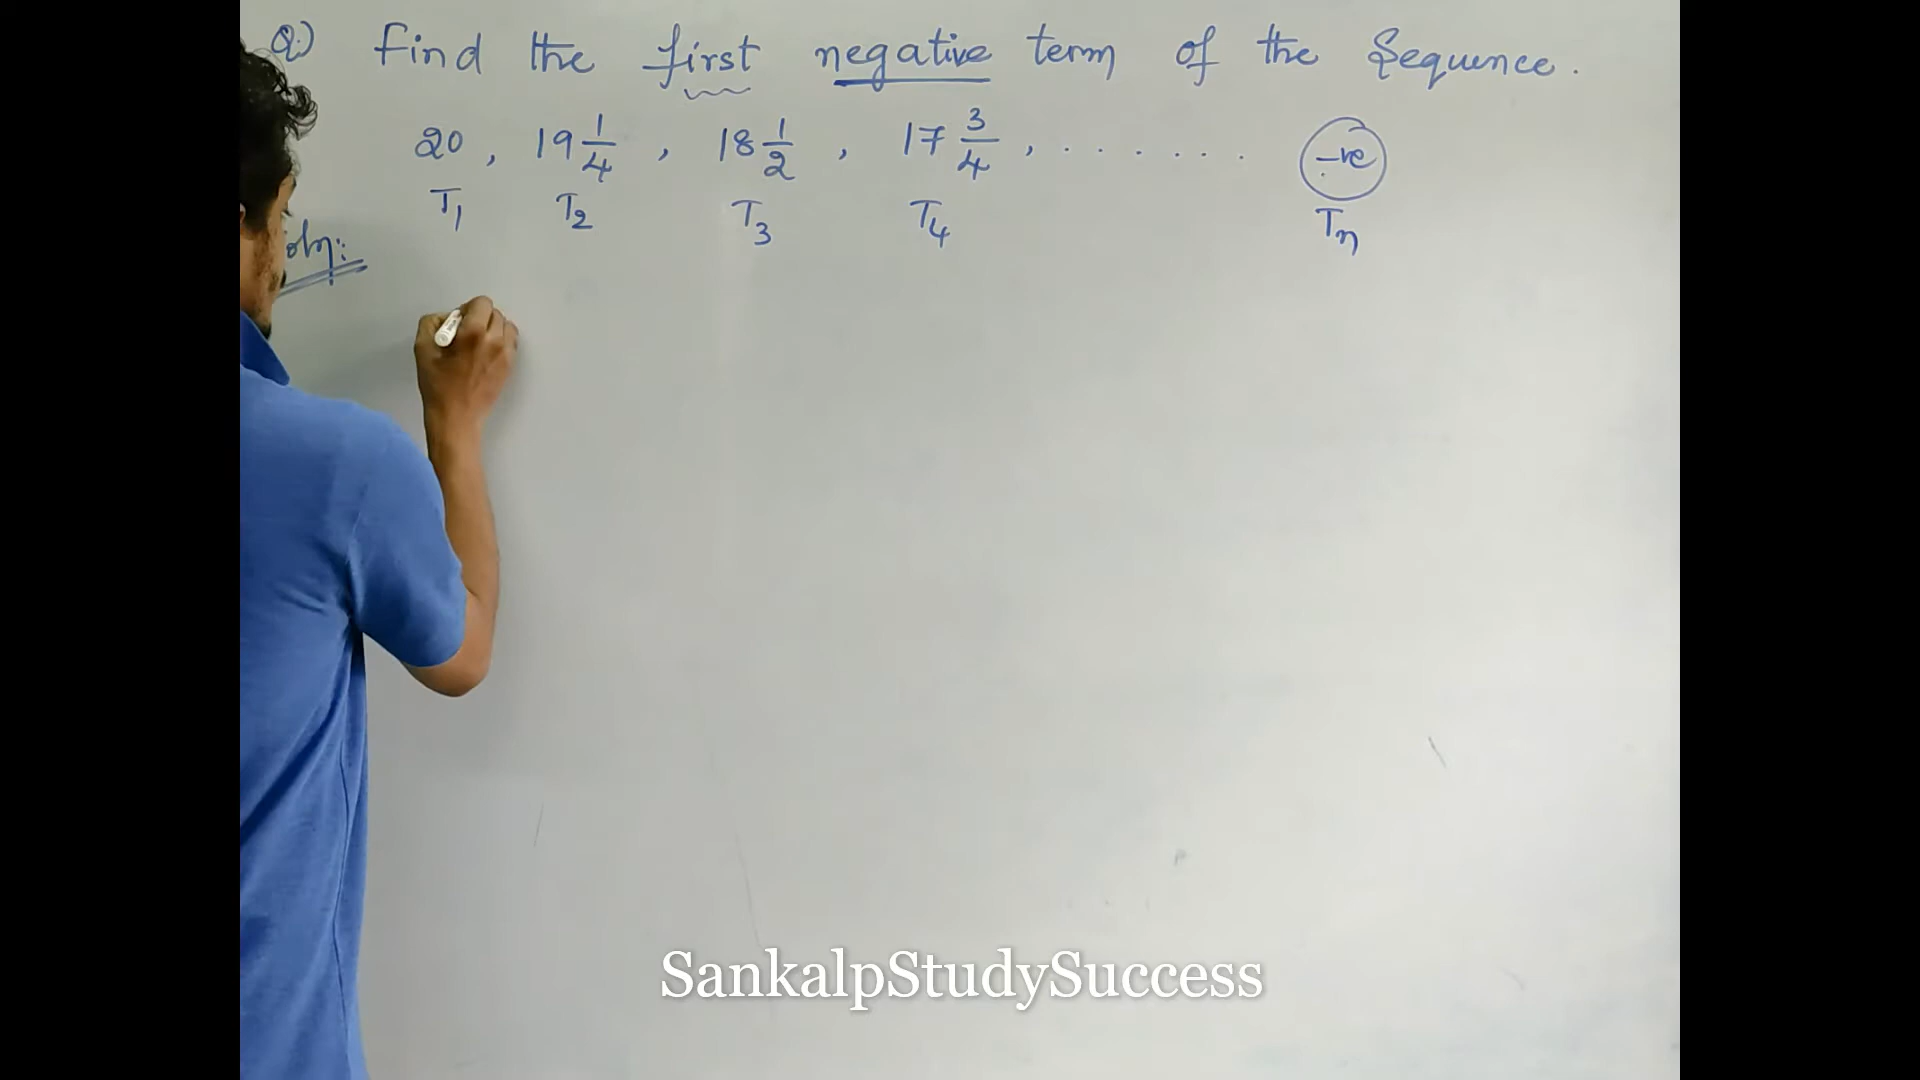 Q) Find the first negative term of the Sequence.
20, 19 1/4, 18 1/2, 17 3/4, ...... -ve
T1 T2 T3 T4 Tn
oln:
SankalpStudySuccess